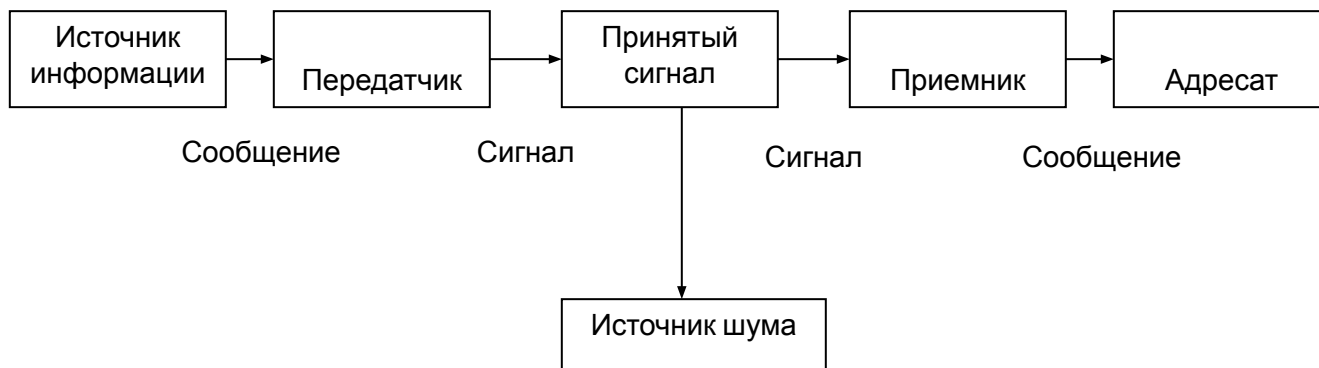 Источник
информации
Передатчик
Принятый
сигнал
Приемник
Адресат
Сообщение
Сигнал
Сигнал
Сообщение
Источник шума